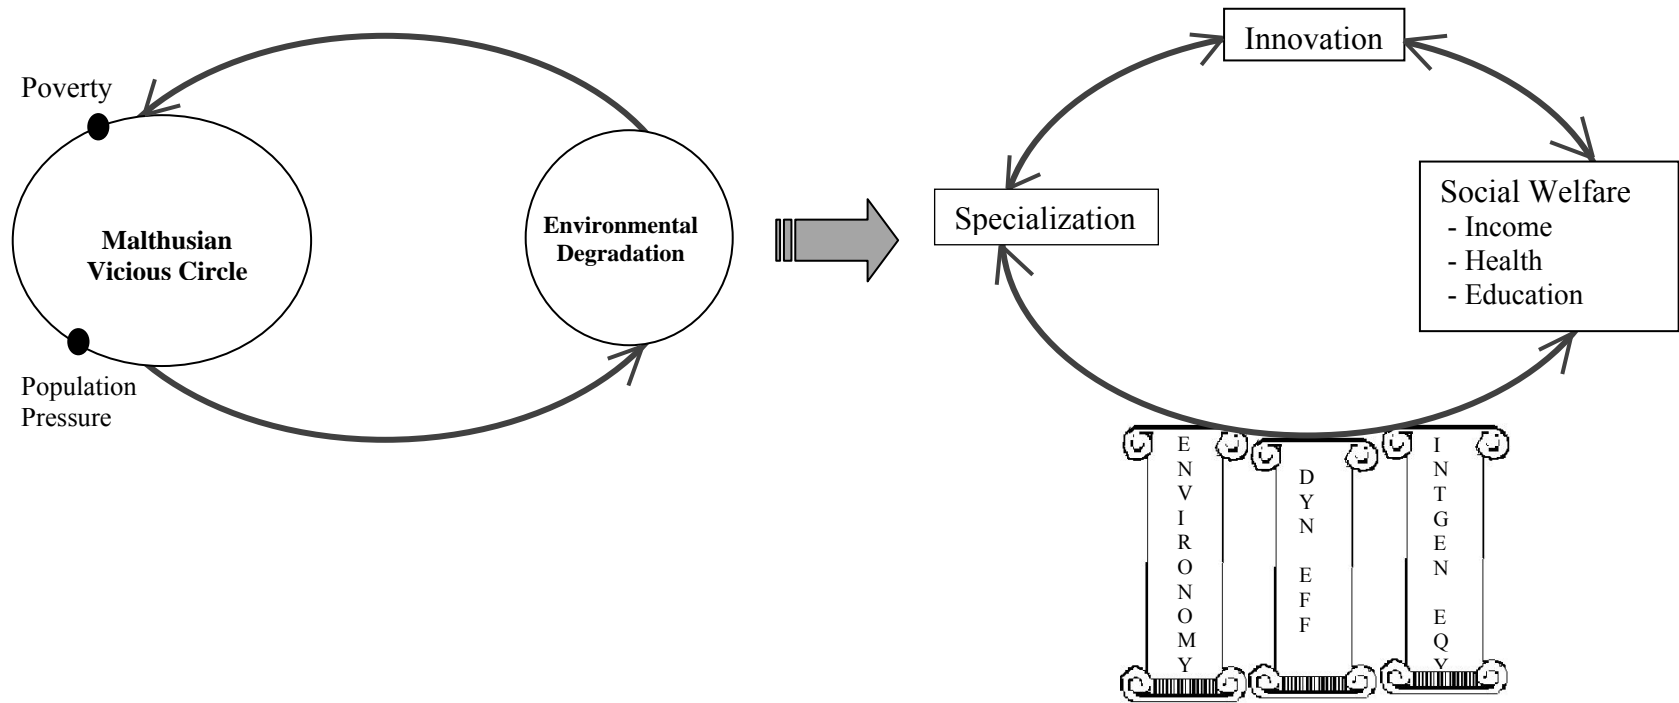 Poverty
Malthusian
Vicious Circle
Population
Pressure
Environmental
Degradation
Innovation
Specialization
Social Welfare
- Income
- Health
- Education
ENVIRONOMY
DYN EFF
INTGEN EQY